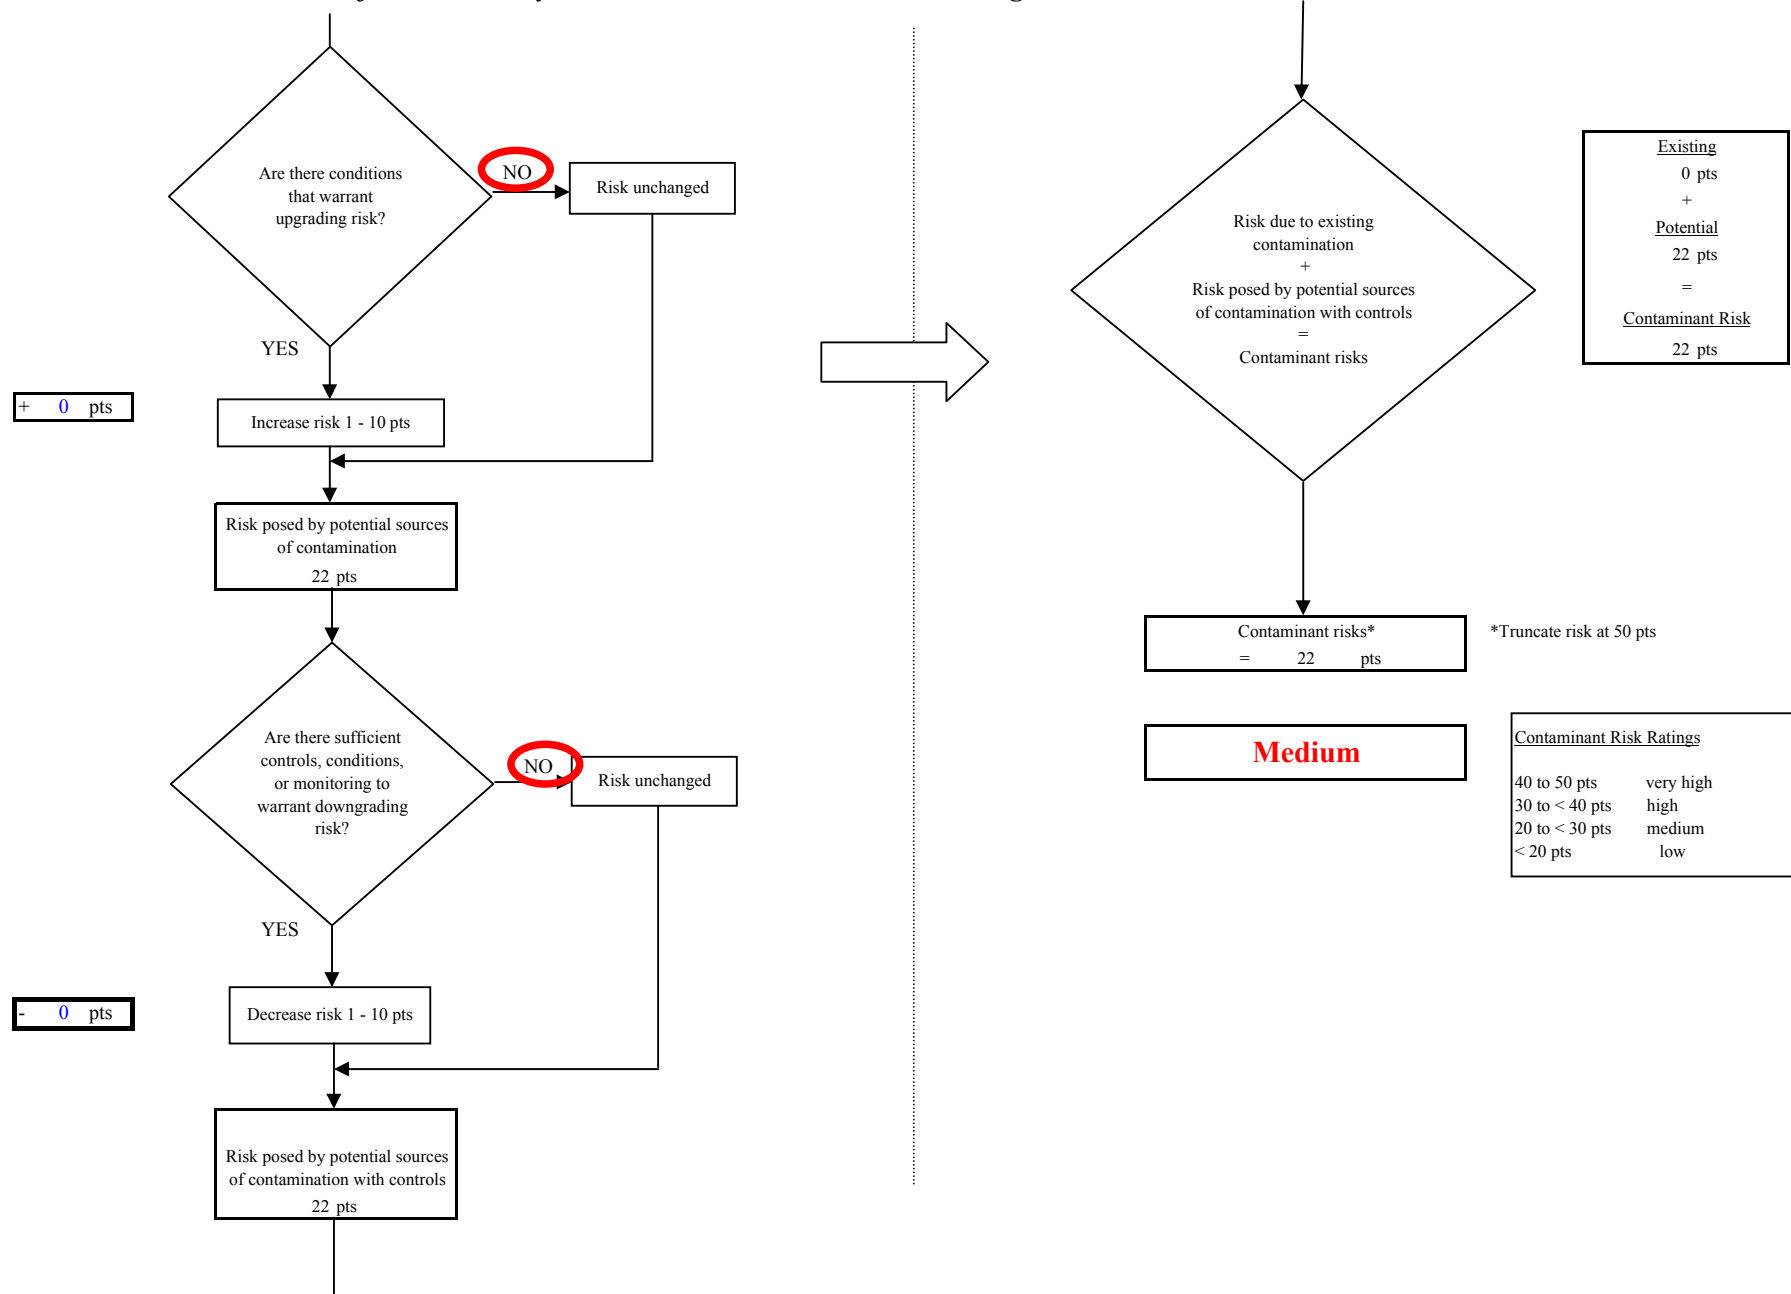 Are there conditions
that warrant
upgrading risk?
NO
Risk unchanged
YES
+ 0 pts
Increase risk 1 - 10 pts
Risk posed by potential sources
of contamination
22 pts
Are there sufficient
controls, conditions,
or monitoring to
warrant downgrading
risk?
NO
Risk unchanged
YES
- 0 pts
Decrease risk 1 - 10 pts
Risk posed by potential sources
of contamination with controls
22 pts
Risk due to existing
contamination
+
Risk posed by potential sources
of contamination with controls
=
Contaminant risks
Existing
0 pts
+
Potential
22 pts
=
Contaminant Risk
22 pts
Contaminant risks*
= 22 pts
*Truncate risk at 50 pts
Medium
Contaminant Risk Ratings
40 to 50 pts very high
30 to < 40 pts high
20 to < 30 pts medium
< 20 pts low